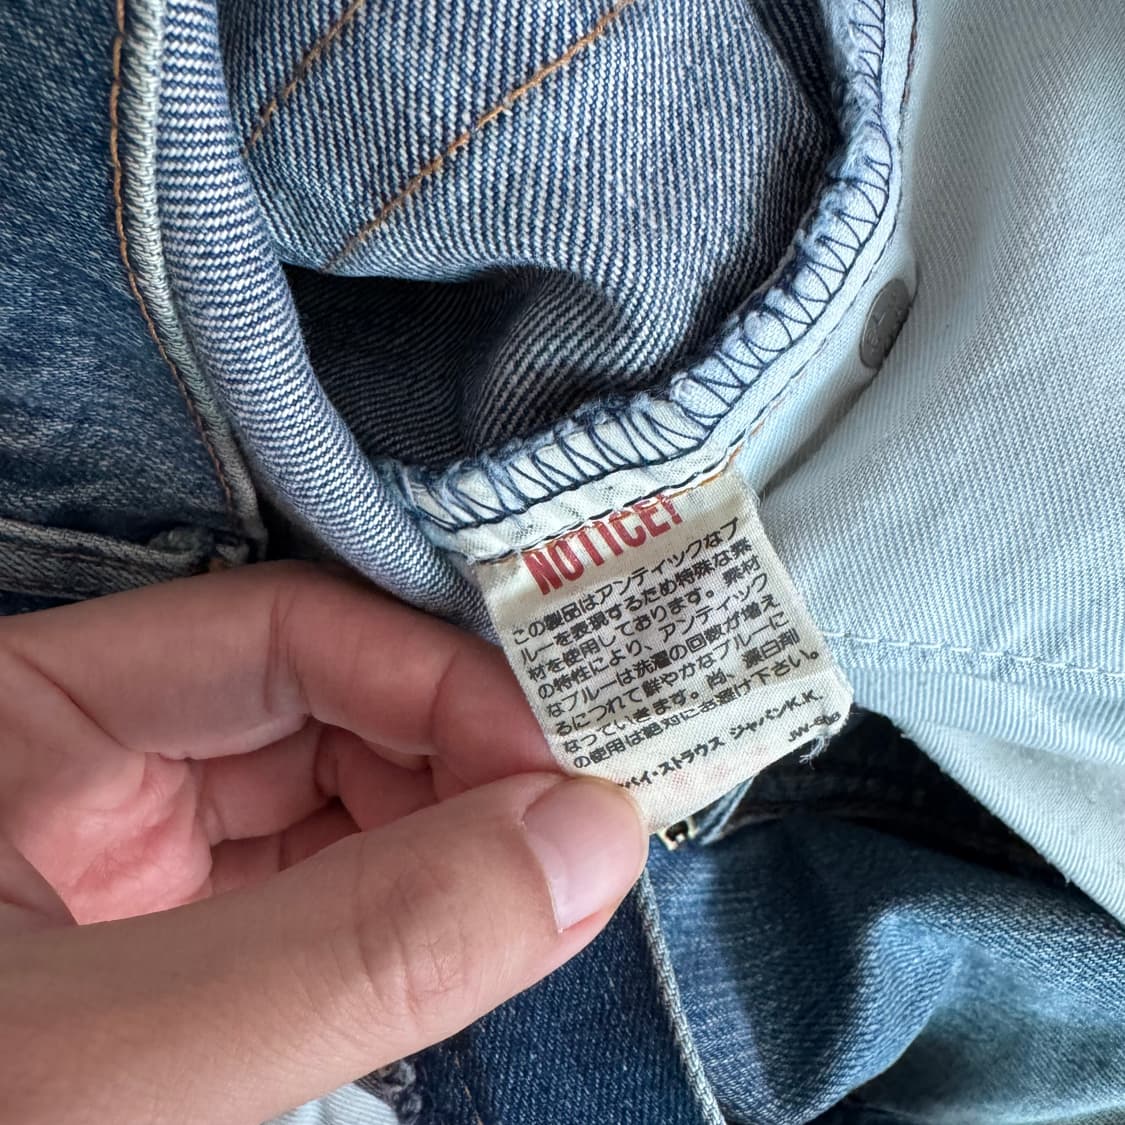 NOTICE!
この製品はアンティックなブ
ルーを表現するため特殊な素
材を使用しております。素材
の特性により、アンティック
なブルーは洗濯の回数が増え
るにつれて鮮やかなブルーに
なっていきます。尚、漂白剤
の使用は絶対にお避け下さい。
バイ・ストラウス ジャパンK.K.